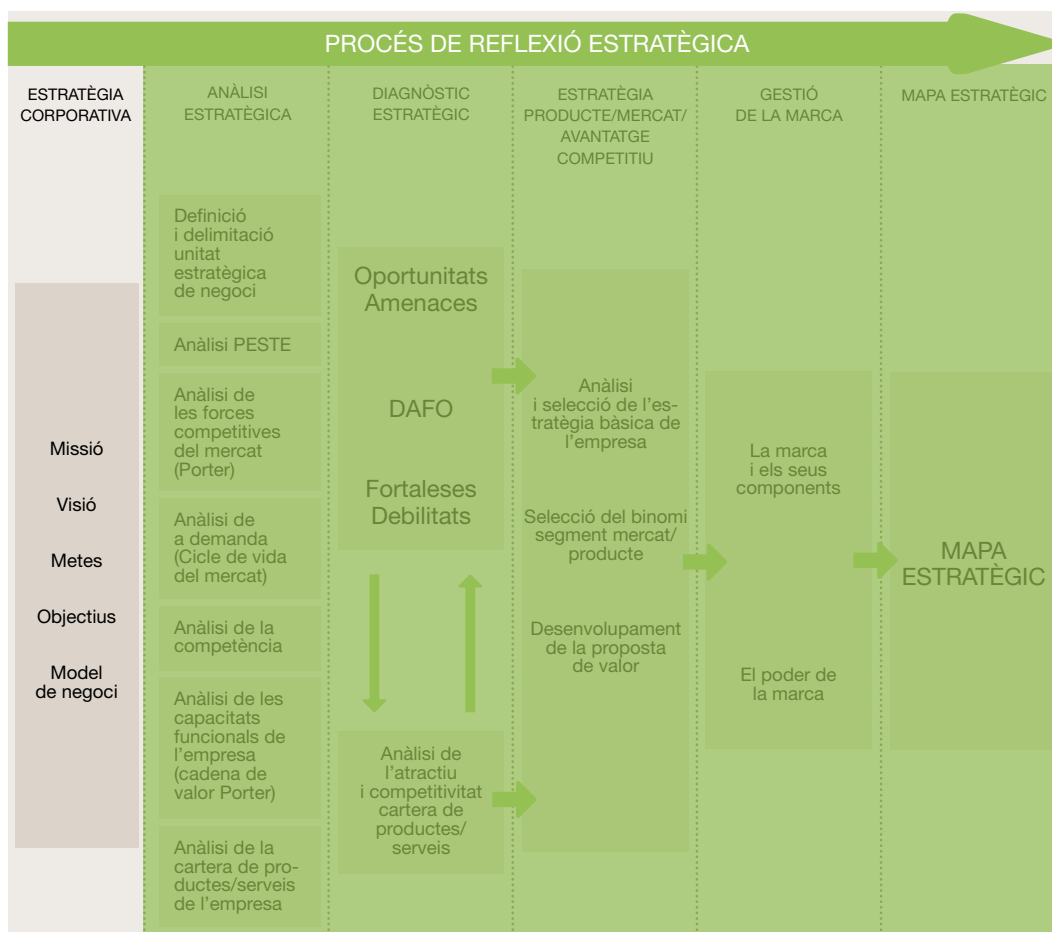 PROCÉS DE REFLEXIÓ ESTRATÈGICA
ESTRATÈGIA
CORPORATIVA
ANÀLISI
ESTRATÈGICA
DIAGNÒSTIC
ESTRATÈGIC
ESTRATÈGIA
PRODUCTE/MERCAT/
AVANTATGE
COMPETITIU
GESTIÓ
DE LA MARCA
MAPA ESTRATÈGIC
Missió
Visió
Metes
Objectius
Model
de negoci
Definició
i delimitació
unitat
estratègica
de negoci
Anàlisi PESTE
Anàlisi de
les forces
competitives
del mercat
(Porter)
Anàlisi de
a demanda
(Cicle de vida
del mercat)
Anàlisi de la
competència
Anàlisi de les
capacitats
funcionals de
l’empresa
(cadena de
valor Porter)
Anàlisi de la
cartera de pro-
ductes/serveis
de l’empresa
Oportunitats
Amenaces
DAFO
Fortaleses
Debilitats
Anàlisi de
l’atractiu
i competitivitat
cartera de
productes/
serveis
Anàlisi
i selecció de l’es-
tratègia bàsica de
l’empresa
Selecció del binomi
segment mercat/
producte
Desenvolupament
de la proposta
de valor
La marca
i els seus
components
El poder de
la marca
MAPA
ESTRATÈGIC